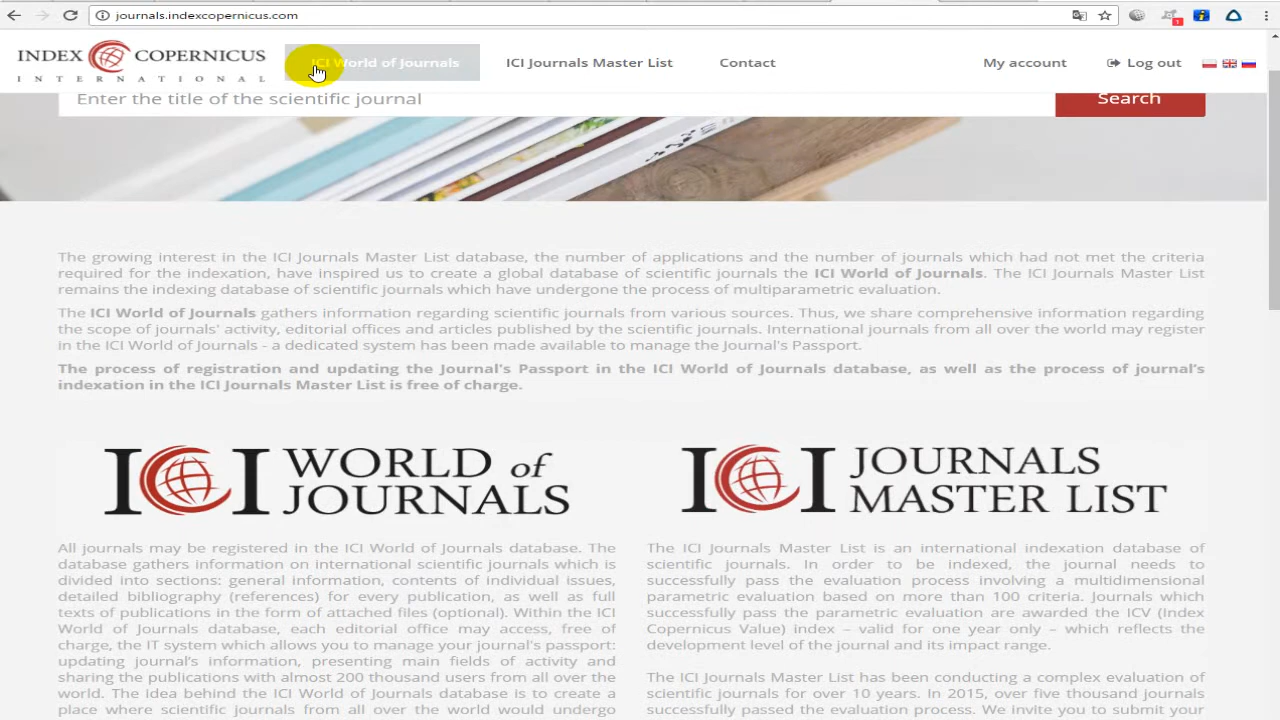 journals.indexcopernicus.com
1
INDEX COPERNICUS
INTERNATIONAL
ICI World of Journals
ICI Journals Master List
Contact
My account
Log out
Enter the title of the scientific journal
Search
The growing interest in the ICI Journals Master List database, the number of applications and the number of journals which had not met the criteria
required for the indexation, have inspired us to create a global database of scientific journals the ICI World of Journals. The ICI Journals Master List
remains the indexing database of scientific journals which have undergone the process of multiparametric evaluation.
The ICI World of Journals gathers information regarding scientific journals from various sources. Thus, we share comprehensive information regarding
the scope of journals' activity, editorial offices and articles published by the scientific journals. International journals from all over the world may register
in the ICI World of Journals - a dedicated system has been made available to manage the Journal's Passport.
The process of registration and updating the Journal's Passport in the ICI World of Journals database, as well as the process of journal's
indexation in the ICI Journals Master List is free of charge.
ICI WORLD of
JOURNALS
ICI JOURNALS
MASTER LIST
All journals may be registered in the ICI World of Journals database. The
database gathers information on international scientific journals which is
divided into sections: general information, contents of individual issues,
detailed bibliography (references) for every publication, as well as full
texts of publications in the form of attached files (optional). Within the ICI
World of Journals database, each editorial office may access, free of
charge, the IT system which allows you to manage your journal's passport:
updating journal's information, presenting main fields of activity and
sharing the publications with almost 200 thousand users from all over the
world. The idea behind the ICI World of Journals database is to create a
place where scientific journals from all over the world would undergo
The ICI Journals Master List is an international indexation database of
scientific journals. In order to be indexed, the journal needs to
successfully pass the evaluation process involving a multidimensional
parametric evaluation based on more than 100 criteria. Journals which
successfully pass the parametric evaluation are awarded the ICV (Index
Copernicus Value) index – valid for one year only – which reflects the
development level of the journal and its impact range.
The ICI Journals Master List has been conducting a complex evaluation of
scientific journals for over 10 years. In 2015, over five thousand journals
successfully passed the evaluation process. We invite you to submit your